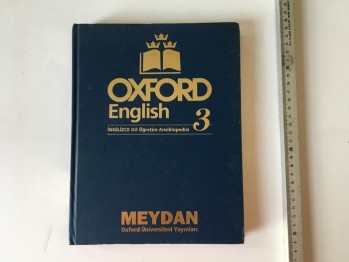 OXFORD
English
İNGİLİZCE Dil Öğretim Ansiklopedisi 3
MEYDAN
Oxford Üniversitesi Yayınları